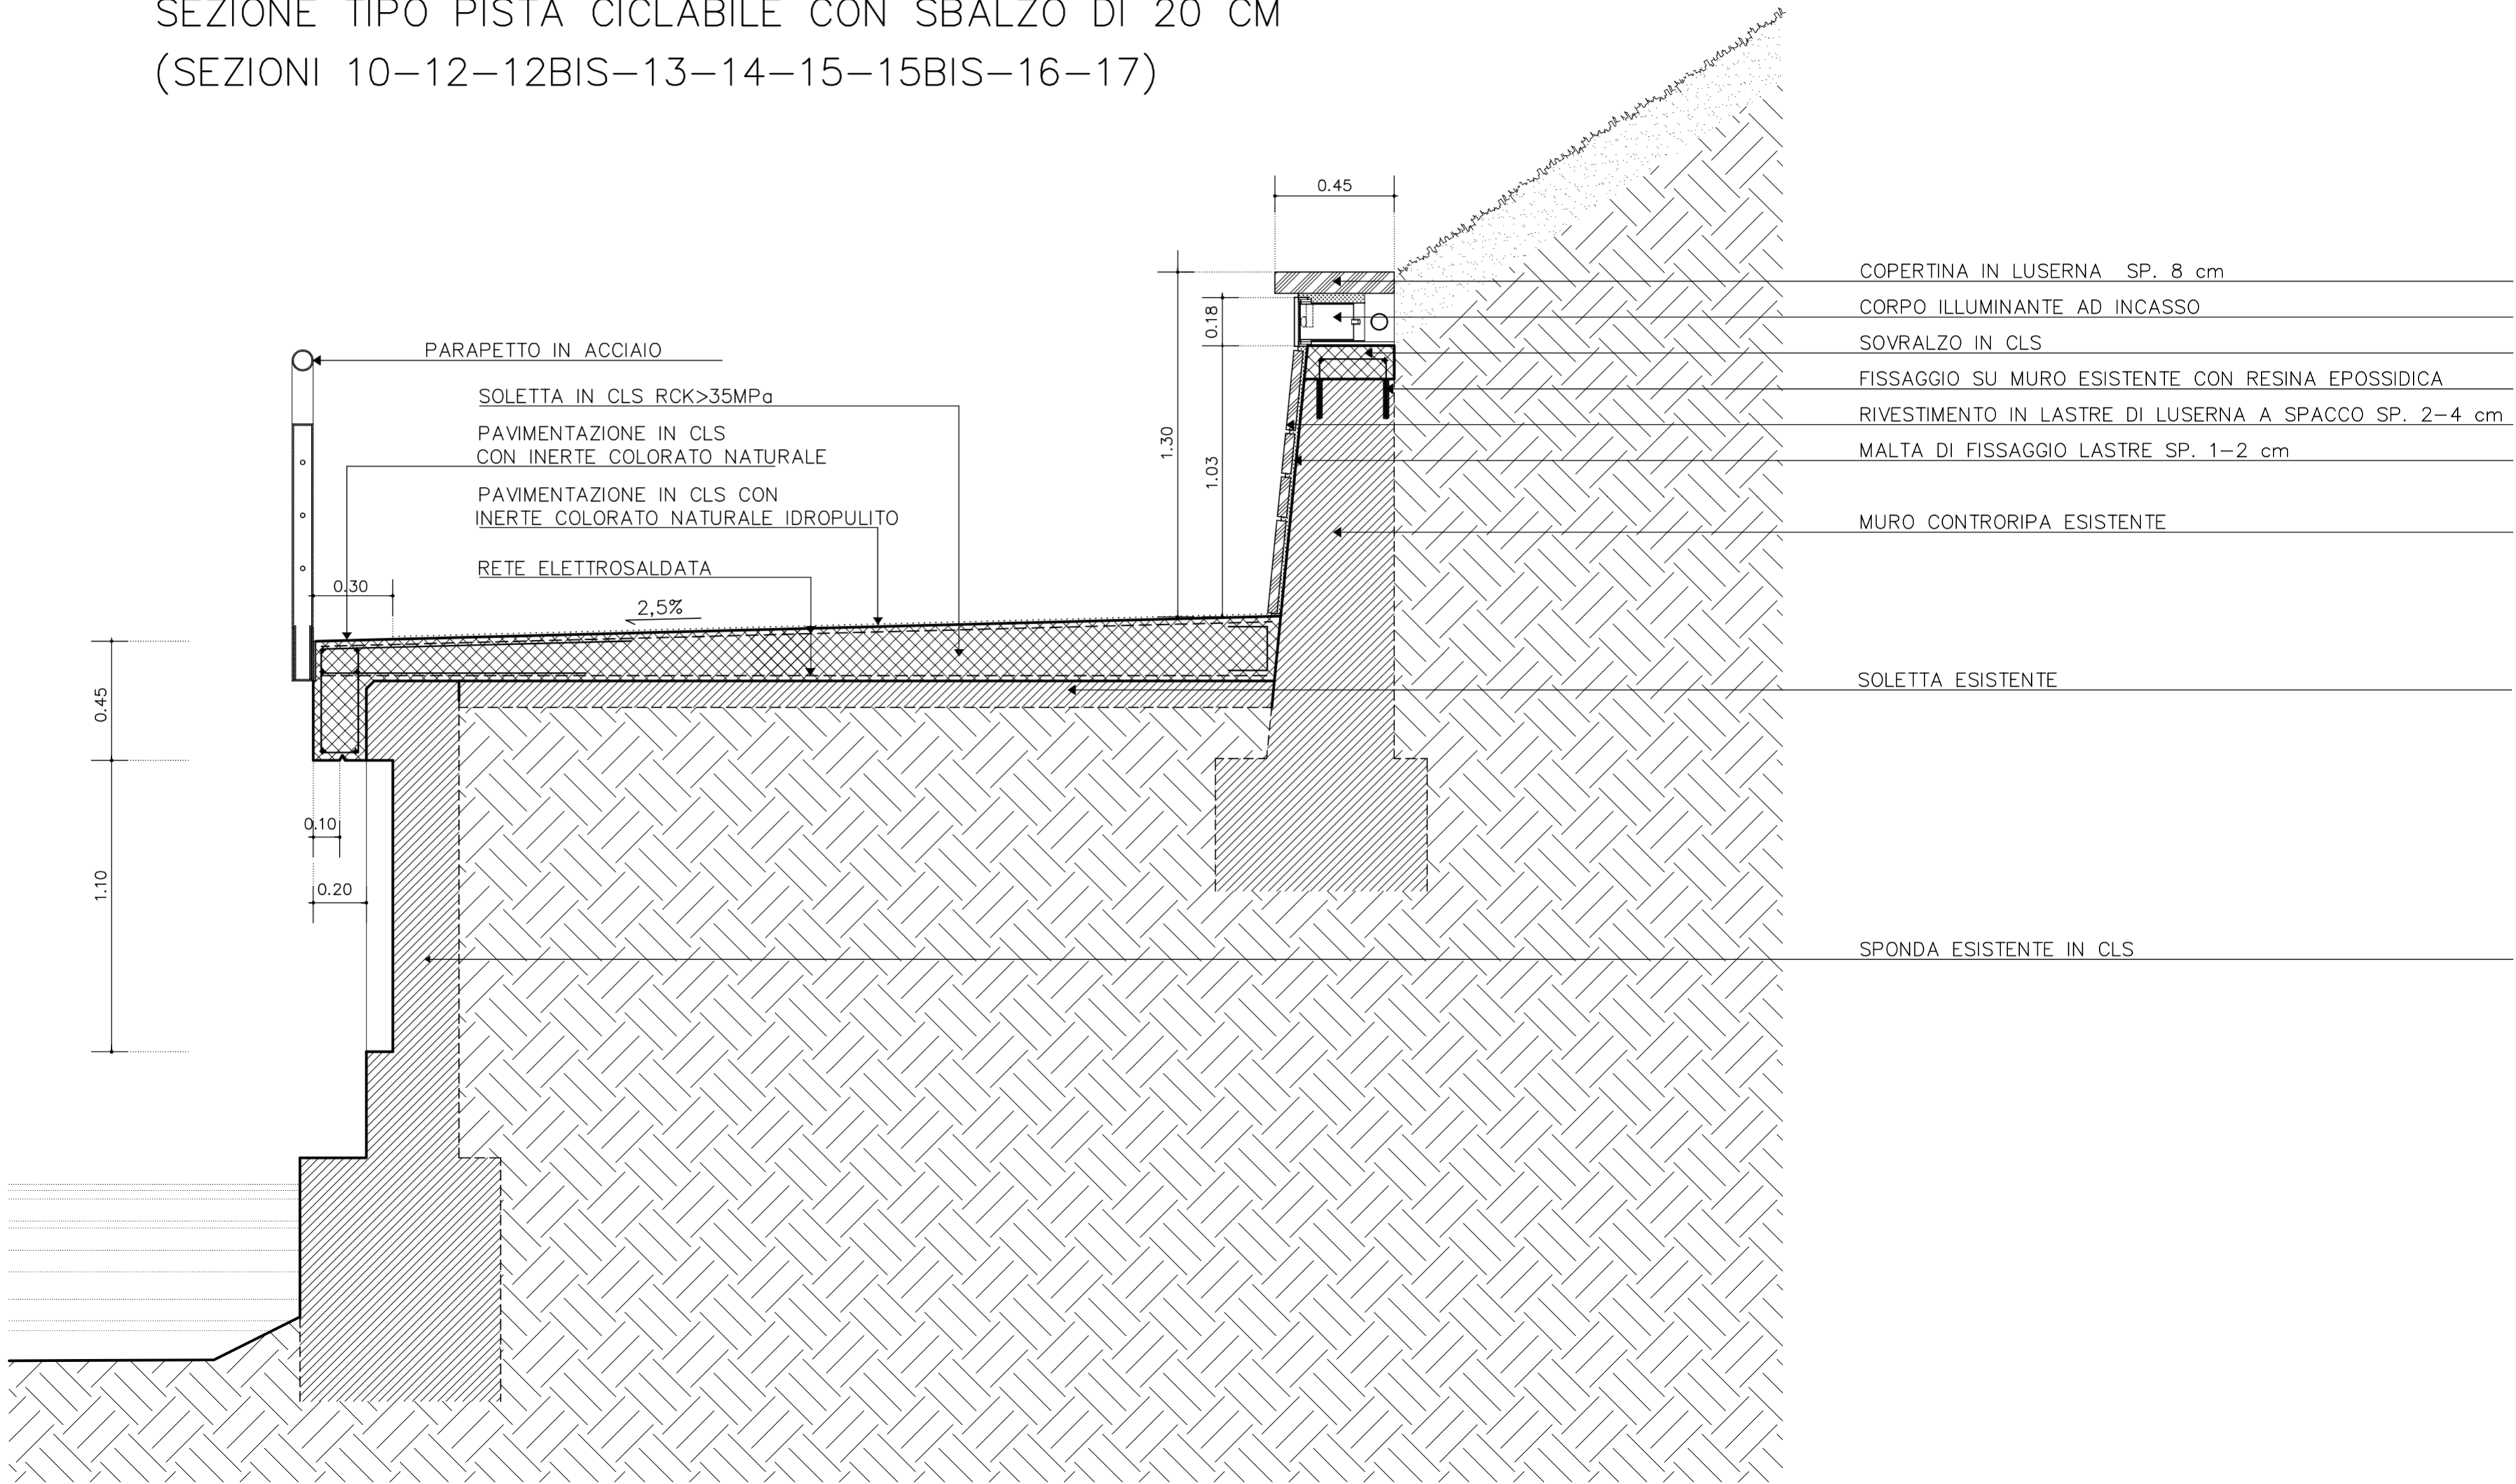 SEZIONE TIPO PISTA CICLABILE CON SBALZO DI 20 CM
(SEZIONI 10-12-12BIS-13-14-15-15BIS-16-17)
0.45
COPERTINA IN LUSERNA SP. 8 cm
CORPO ILLUMINANTE AD INCASSO
0.18
SOVRALZO IN CLS
PARAPETTO IN ACCIAIO
FISSAGGIO SU MURO ESISTENTE CON RESINA EPOSSIDICA
SOLETTA IN CLS RCK>35MPa
RIVESTIMENTO IN LASTRE DI LUSERNA A SPACCO SP. 2-4 cm
PAVIMENTAZIONE IN CLS
CON INERTE COLORATO NATURALE
1.30
MALTA DI FISSAGGIO LASTRE SP. 1-2 cm
1.03
PAVIMENTAZIONE IN CLS CON
INERTE COLORATO NATURALE IDROPULITO
MURO CONTRORIPA ESISTENTE
RETE ELETTROSALDATA
0.30
2,5%
SOLETTA ESISTENTE
0.45
0.10
1.10
0.20
SPONDA ESISTENTE IN CLS